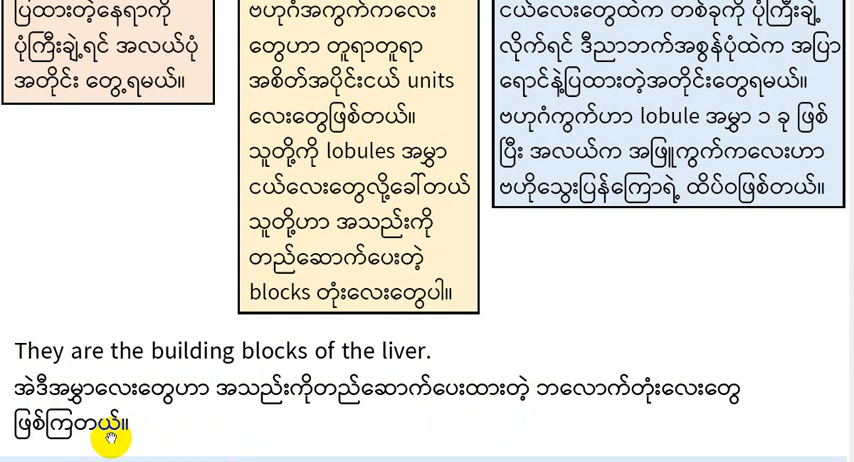 ပြထားတဲ့နေရာကို
ပုံကြီးချဲ့ရင် အလယ်ပုံ
အတိုင်း တွေ့ရမယ်။
ဗဟုဂံအကွက်ကလေး
တွေဟာ တူရာတူရာ
အစိတ်အပိုင်းငယ် units
လေးတွေဖြစ်တယ်။
သူတို့ကို lobules အမွှာ
ငယ်လေးတွေလို့ခေါ်တယ်
သူတို့ဟာ အသည်းကို
တည်ဆောက်ပေးတဲ့
blocks တုံးလေးတွေပါ။
ငယ်လေးတွေထဲက တစ်ခုကို ပုံကြီးချဲ့
လိုက်ရင် ဒီညာဘက်အစွန်ပုံထဲက အပြာ
ရောင်နဲ့ပြထားတဲ့အတိုင်းတွေ့ရမယ်။
ဗဟုဂံကွက်ဟာ lobule အမွှာ ၁ ခု ဖြစ်
ပြီး အလယ်က အဖြူကွက်ကလေးဟာ
ဗဟိုသွေးပြန်ကြောရဲ့ ထိပ်ဝဖြစ်တယ်။
They are the building blocks of the liver.
အဲဒီအမွှာလေးတွေဟာ အသည်းကိုတည်ဆောက်ပေးထားတဲ့ ဘလောက်တုံးလေးတွေ
ဖြစ်ကြတယ်။